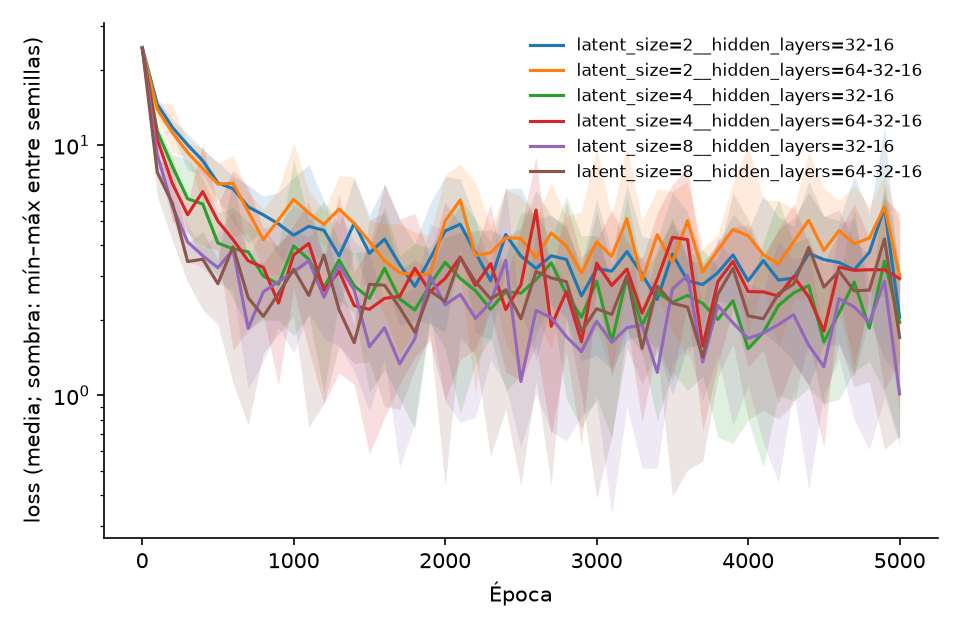 loss (media; sombra: mín–máx entre semillas)
10¹
10⁰
latent_size=2__hidden_layers=32-16
latent_size=2__hidden_layers=64-32-16
latent_size=4__hidden_layers=32-16
latent_size=4__hidden_layers=64-32-16
latent_size=8__hidden_layers=32-16
latent_size=8__hidden_layers=64-32-16
0 1000 2000 3000 4000 5000
Época